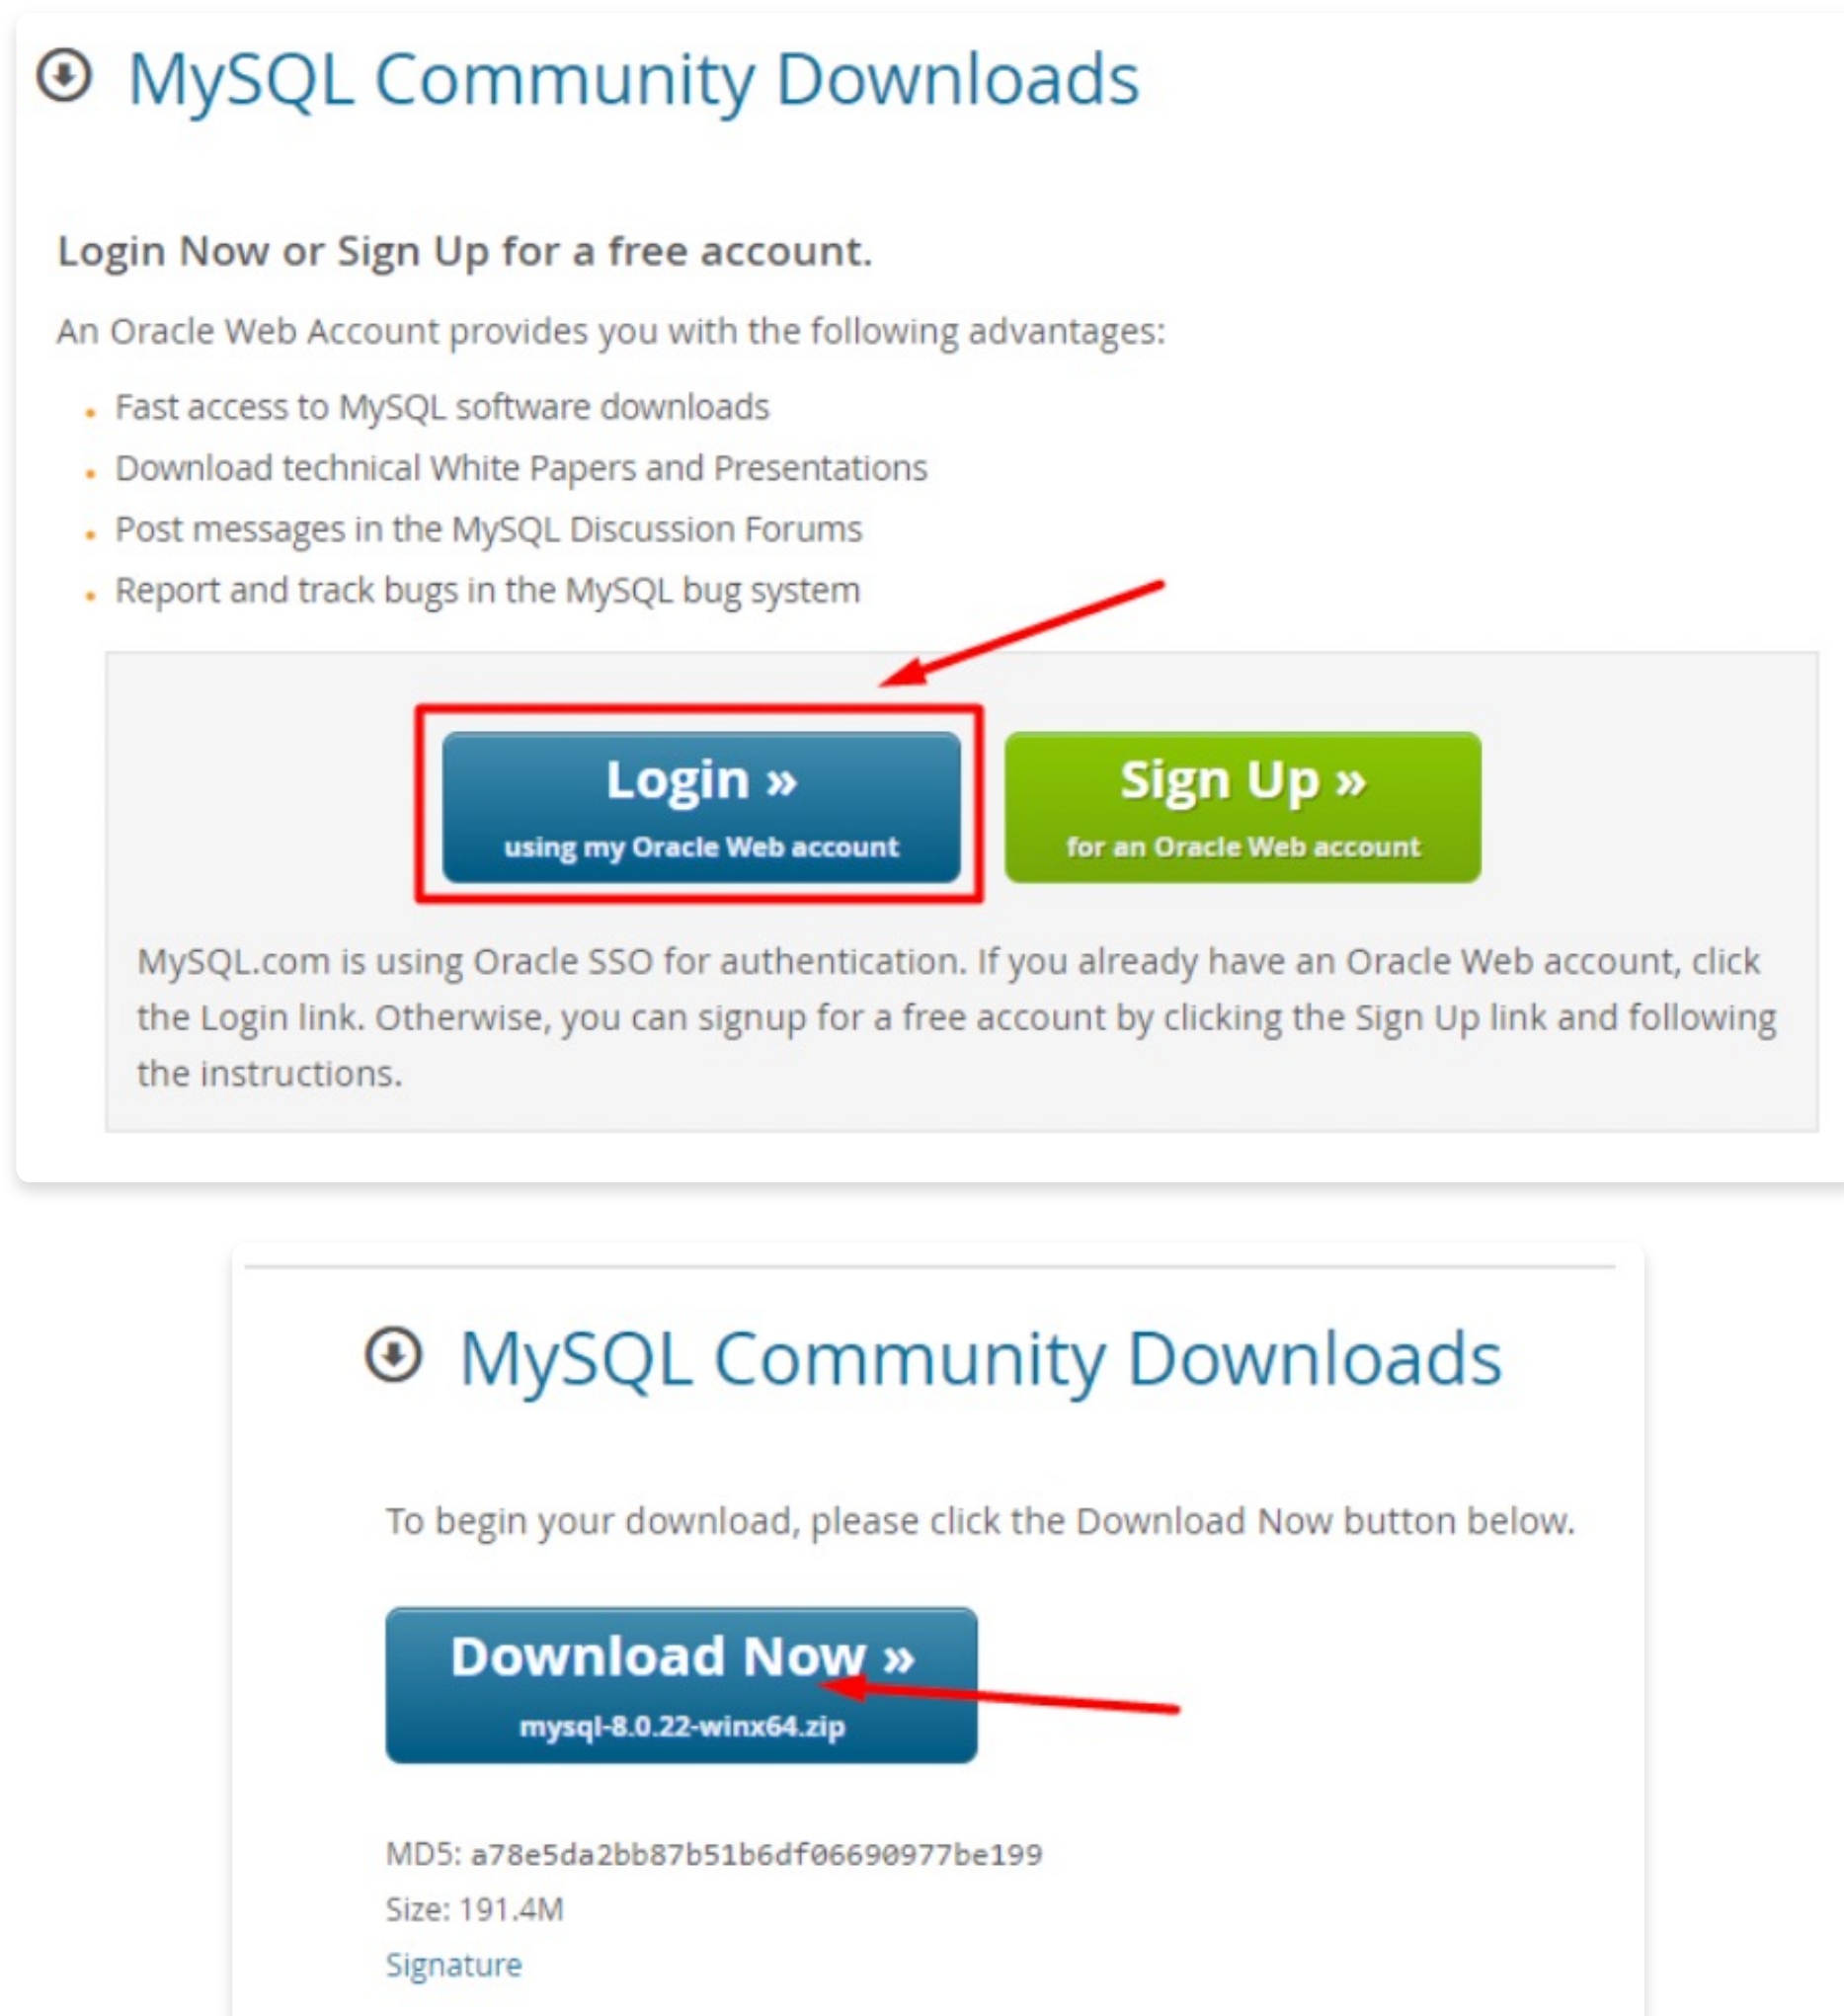 MySQL Community Downloads
Login Now or Sign Up for a free account.
An Oracle Web Account provides you with the following advantages:
Fast access to MySQL software downloads
Download technical White Papers and Presentations
Post messages in the MySQL Discussion Forums
Report and track bugs in the MySQL bug system
Login »
using my Oracle Web account
Sign Up »
for an Oracle Web account
MySQL.com is using Oracle SSO for authentication. If you already have an Oracle Web account, click
the Login link. Otherwise, you can signup for a free account by clicking the Sign Up link and following
the instructions.
MySQL Community Downloads
To begin your download, please click the Download Now button below.
Download Now »
mysql-8.0.22-winx64.zip
MD5: a78e5da2bb87b51b6df06690977be199
Size: 191.4M
Signature